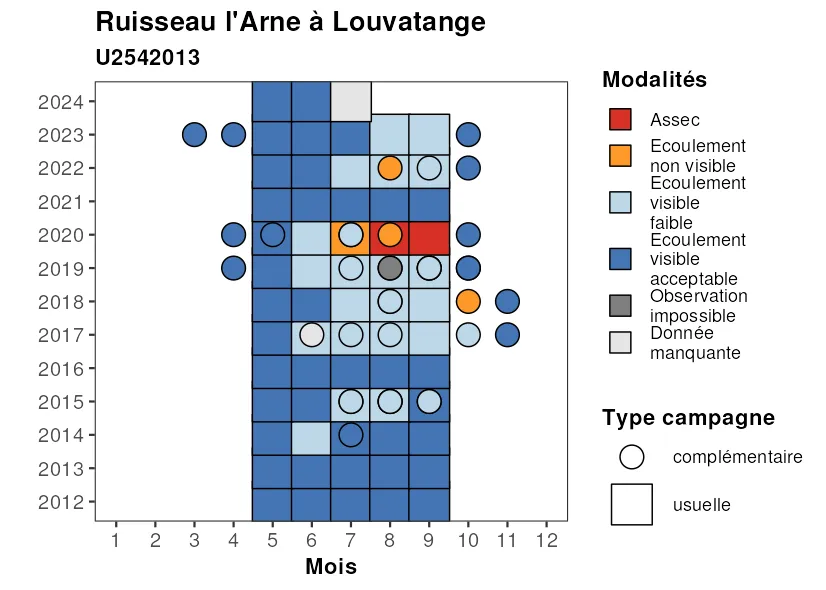 Ruisseau l'Arne à Louvatange
U2542013
2024
2023
2022
2021
2020
2019
2018
2017
2016
2015
2014
2013
2012
1 2 3 4 5 6 7 8 9 10 11 12
Mois
Modalités
Assec
Ecoulement
non visible
Ecoulement
visible
faible
Ecoulement
visible
acceptable
Observation
impossible
Donnée
manquante
Type campagne
complémentaire
usuelle